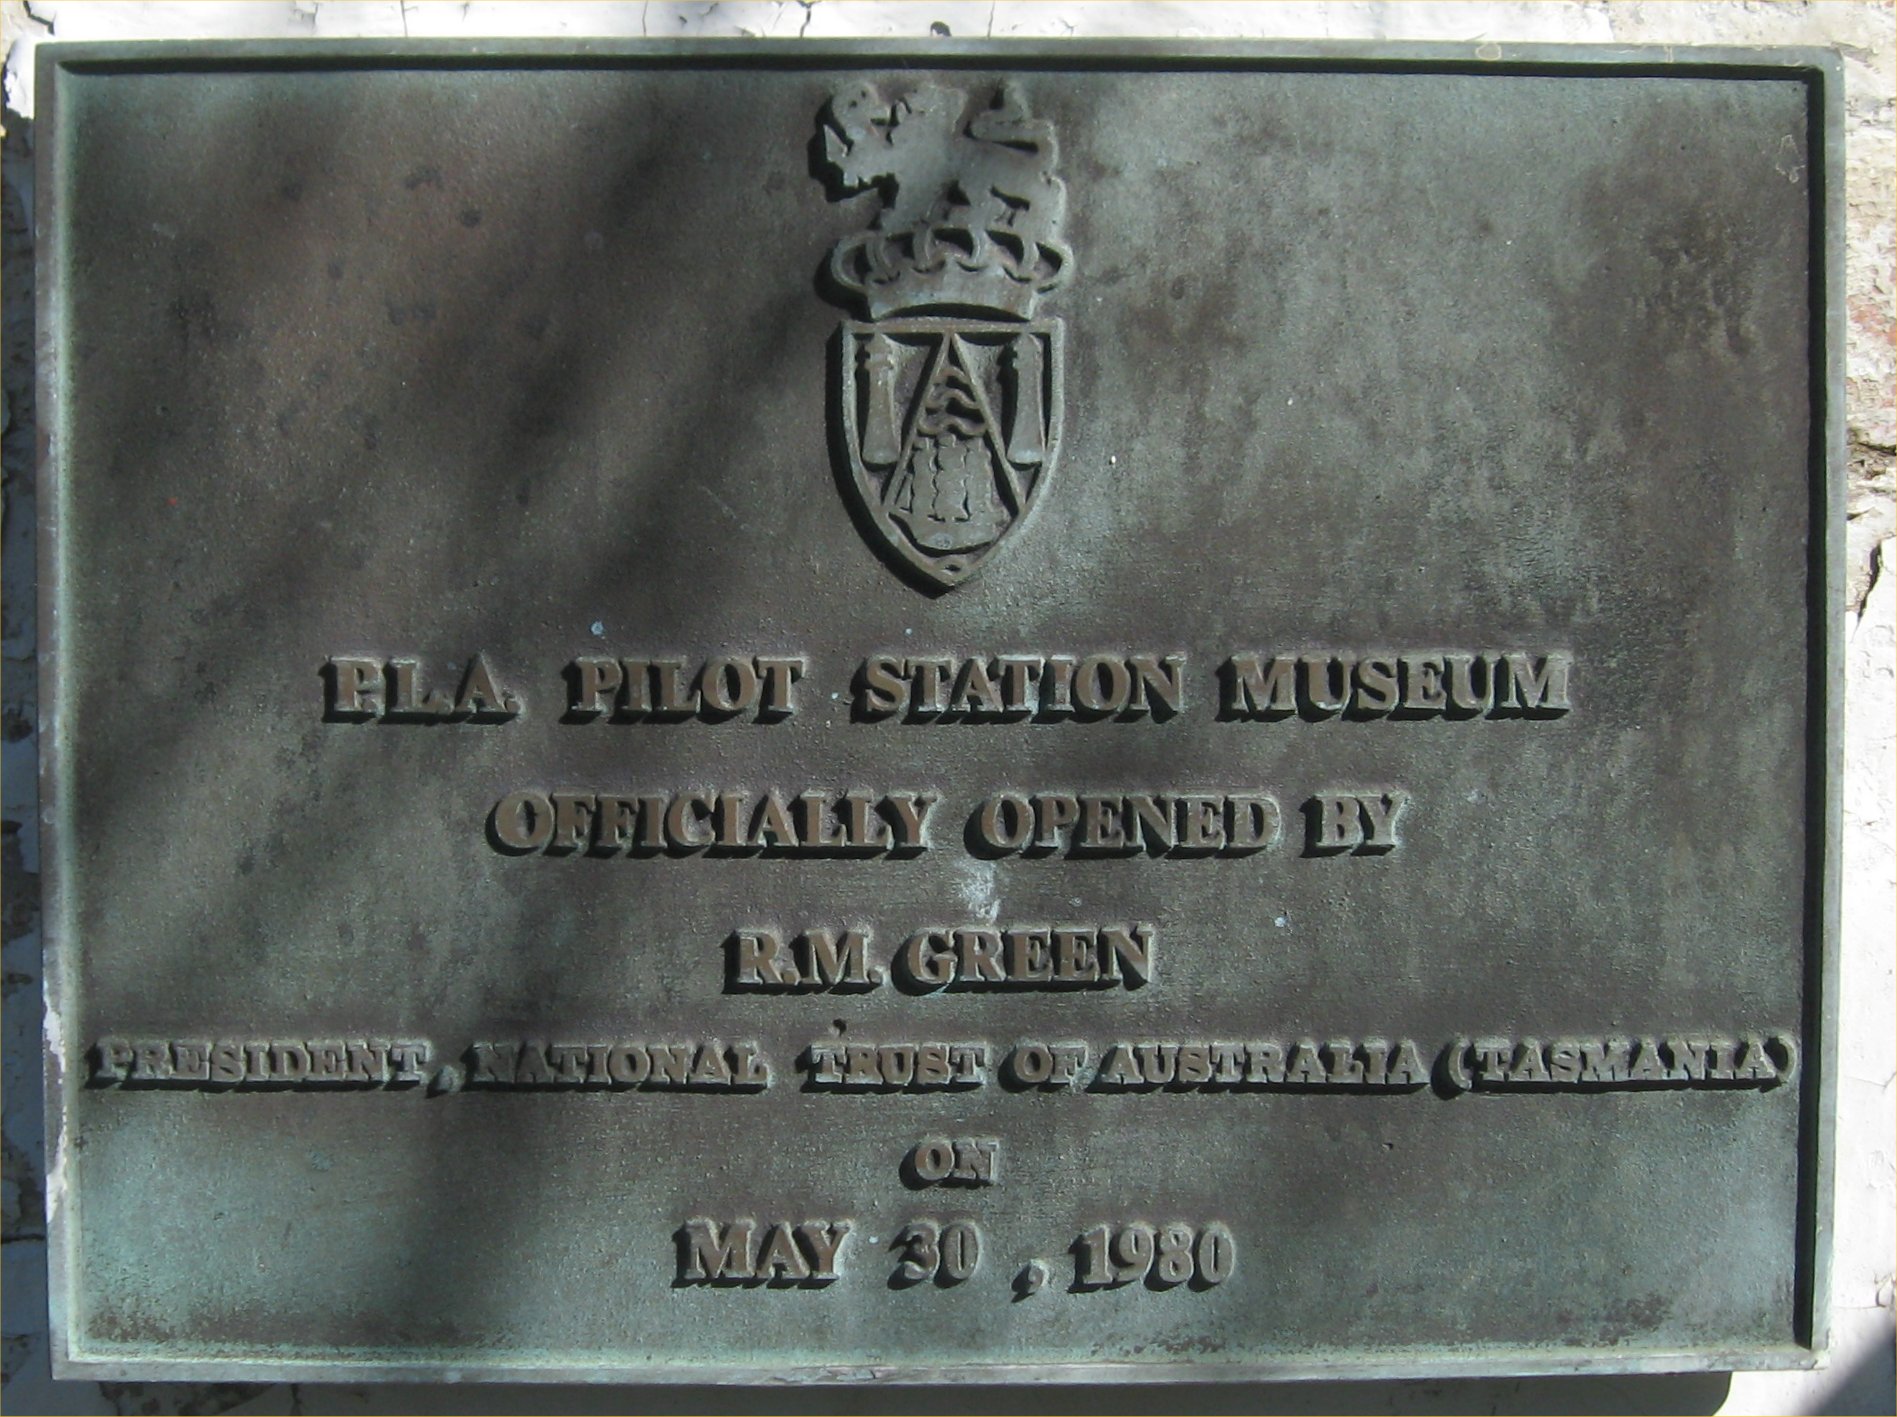 P.L.A. PILOT STATION MUSEUM
OFFICIALLY OPENED BY
R.M. GREEN
PRESIDENT, NATIONAL TRUST OF AUSTRALIA (TASMANIA)
ON
MAY 30, 1980